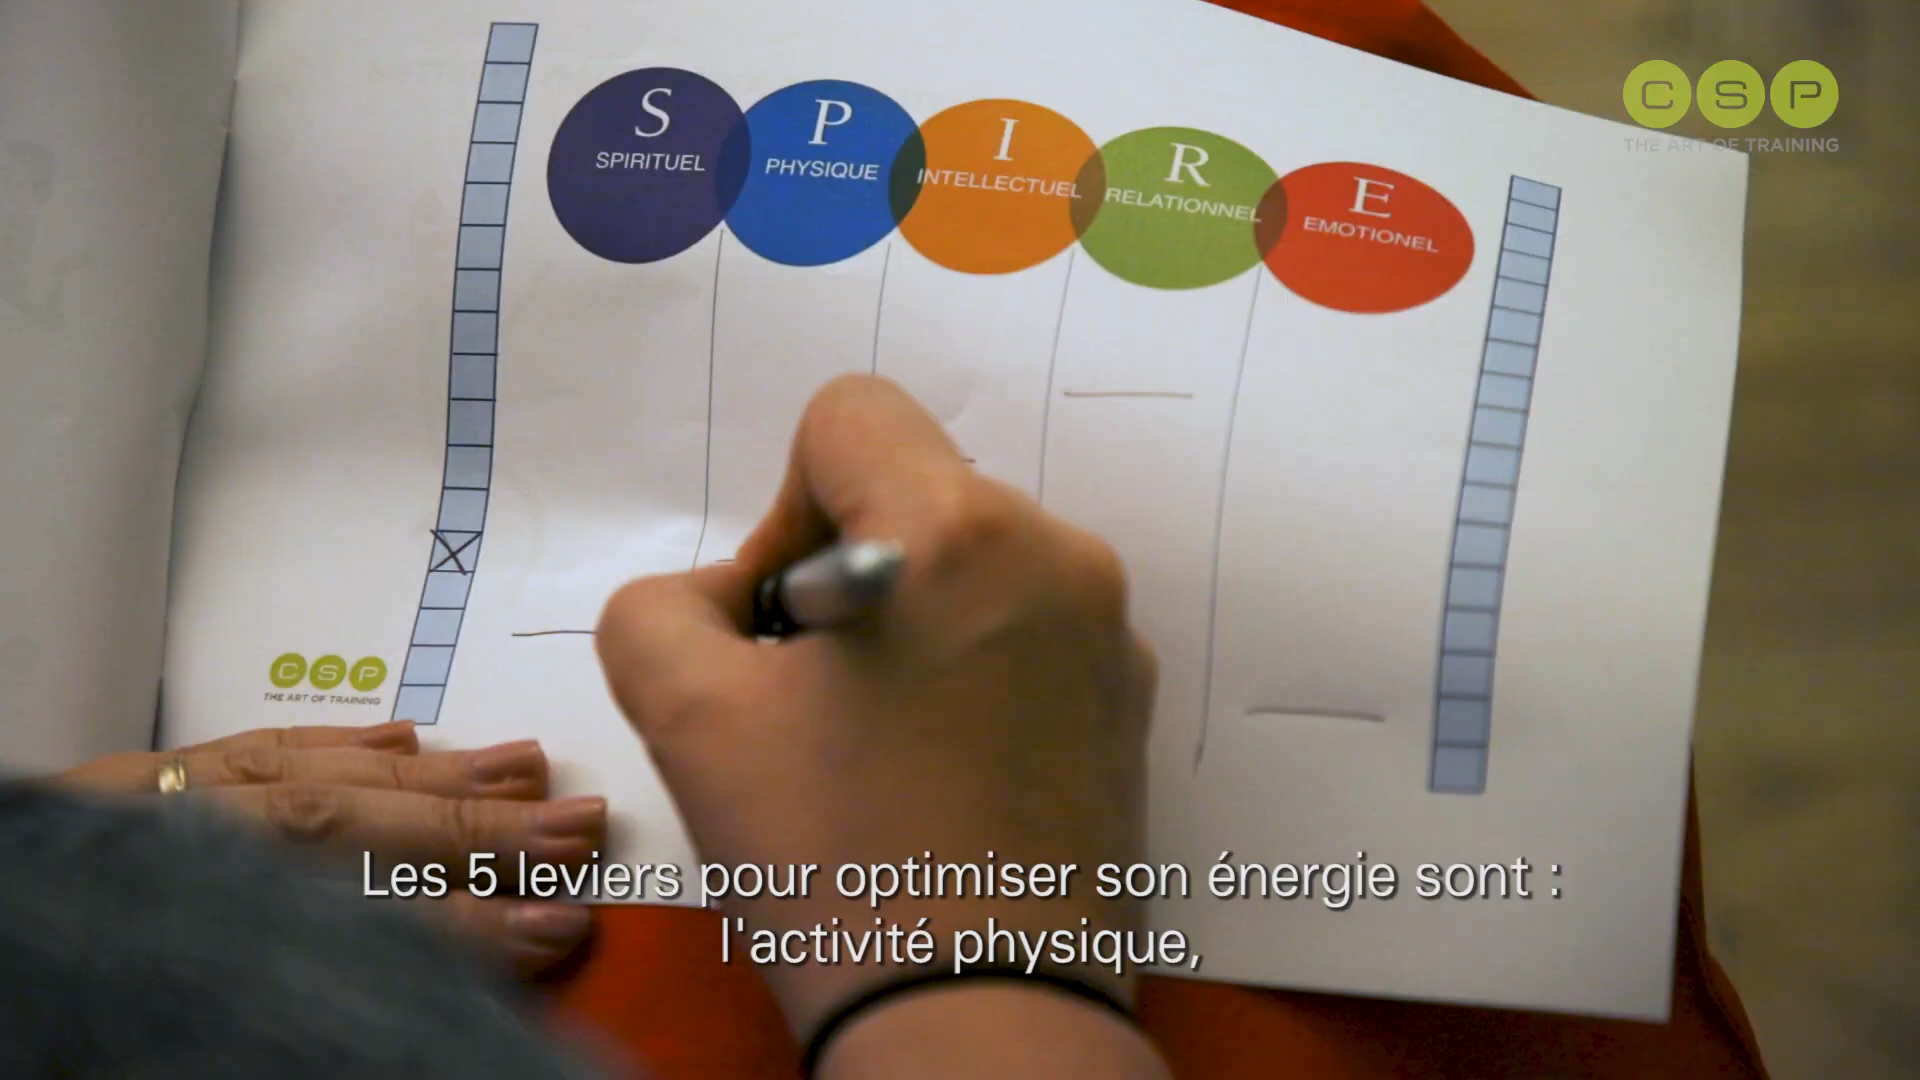 S
SPIRITUEL
P
PHYSIQUE
I
INTELLECTUEL
R
RELATIONNEL
E
EMOTIONEL
CSP
THE ART OF TRAINING
CSP
THE ART OF TRAINING
Les 5 leviers pour optimiser son énergie sont :
l'activité physique,